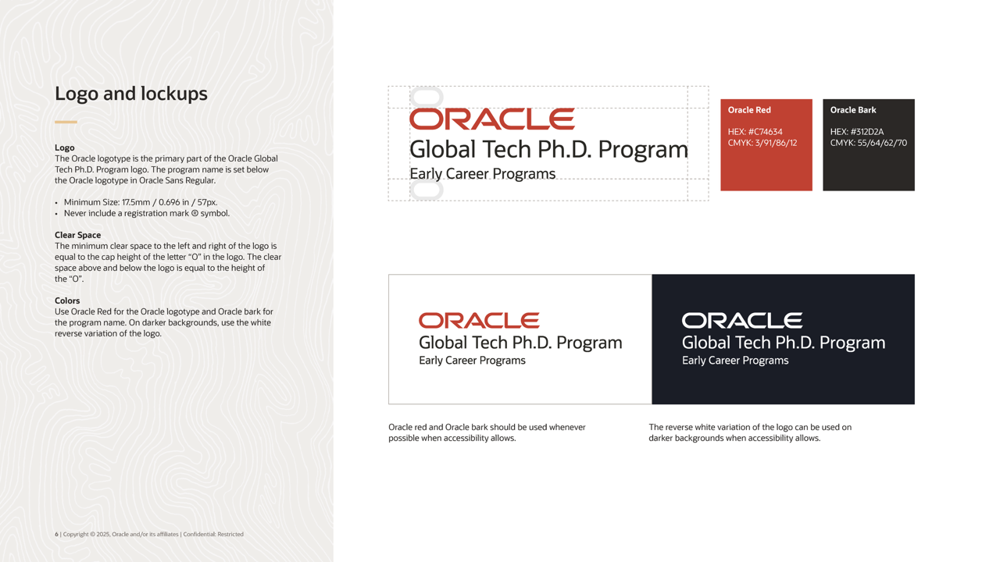 Logo and lockups
Logo
The Oracle logotype is the primary part of the Oracle Global
Tech Ph.D. Program logo. The program name is set below
the Oracle logotype in Oracle Sans Regular.
• Minimum Size: 17.5mm / 0.696 in / 57px.
• Never include a registration mark ® symbol.
Clear Space
The minimum clear space to the left and right of the logo is
equal to the cap height of the letter “O” in the logo. The clear
space above and below the logo is equal to the height of
the “O”.
Colors
Use Oracle Red for the Oracle logotype and Oracle bark for
the program name. On darker backgrounds, use the white
reverse variation of the logo.
6 | Copyright © 2025, Oracle and/or its affiliates | Confidential: Restricted
ORACLE
Global Tech Ph.D. Program
Early Career Programs
Oracle Red
HEX: #C74634
CMYK: 3/91/86/12
Oracle Bark
HEX: #312D2A
CMYK: 55/64/62/70
ORACLE
Global Tech Ph.D. Program
Early Career Programs
ORACLE
Global Tech Ph.D. Program
Early Career Programs
Oracle red and Oracle bark should be used whenever
possible when accessibility allows.
The reverse white variation of the logo can be used on
darker backgrounds when accessibility allows.